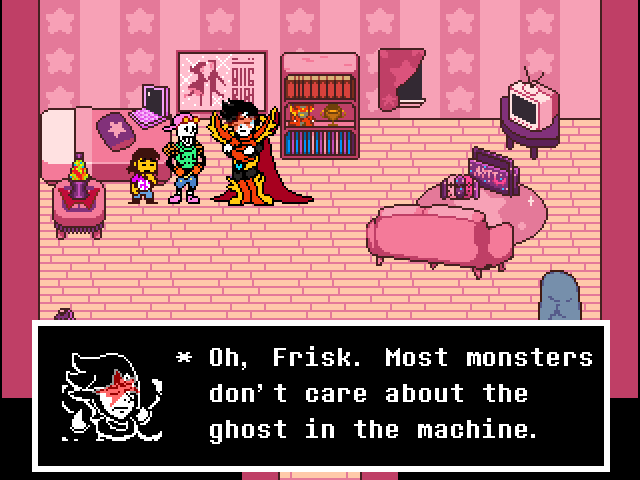 * Oh, Frisk. Most monsters
don't care about the
ghost in the machine.